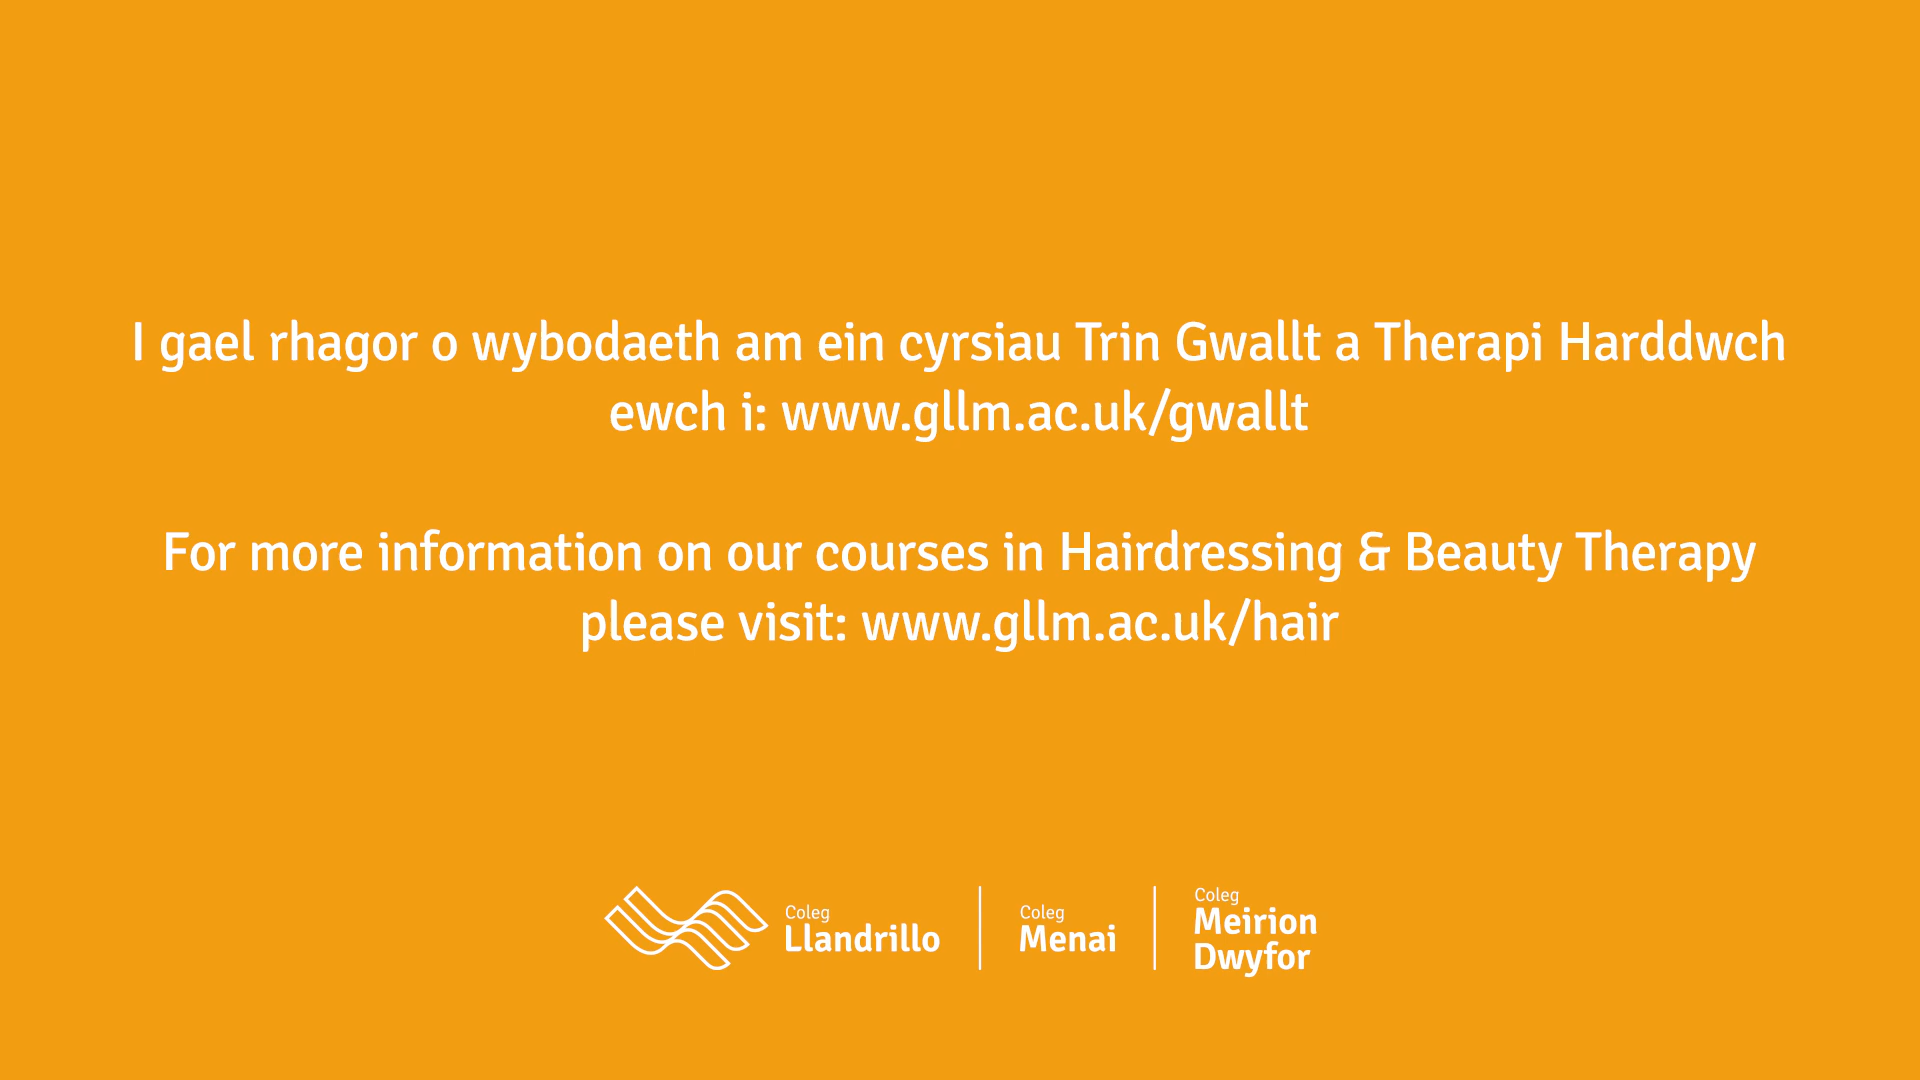 I gael rhagor o wybodaeth am ein cyrsiau Trin Gwallt a Therapi Harddwch
ewch i: www.gllm.ac.uk/gwallt
For more information on our courses in Hairdressing & Beauty Therapy
please visit: www.gllm.ac.uk/hair
Coleg
Llandrillo
Coleg
Menai
Coleg
Meirion
Dwyfor